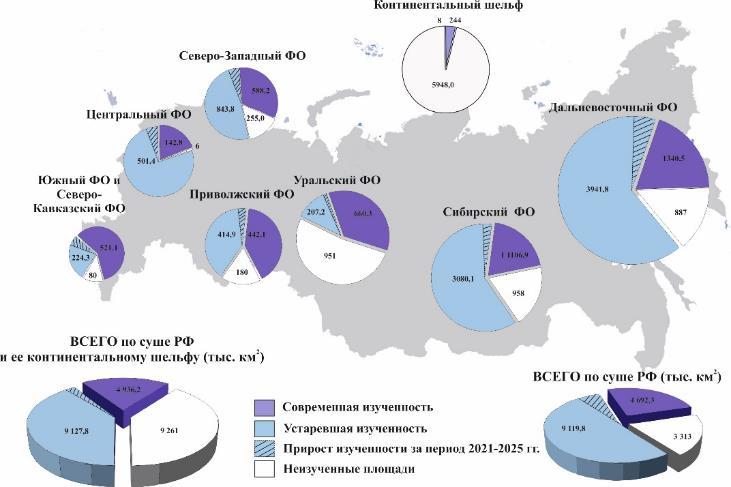 Континентальный шельф
8 244
5948,0
Северо-Западный ФО
588,2
843,8
255,0
Центральный ФО
142,8
6
501,4
Дальневосточный ФО
1340,5
3941,8
887
Южный ФО и
Северо-
Кавказский ФО
521,1
224,3
80
Приволжский ФО
414,9
442,1
180
Уральский ФО
207,2
660,3
951
Сибирский ФО
1 1106,9
3080,1
958
ВСЕГО по суше РФ
и ее континентальному шельфу (тыс. км²)
4 936,2
9 127,8
9 261
Современная изученность
Устаревшая изученность
Прирост изученности за период 2021-2025 гг.
Неизученные площади
ВСЕГО по суше РФ (тыс. км²)
4 692,3
9 119,8
3 313